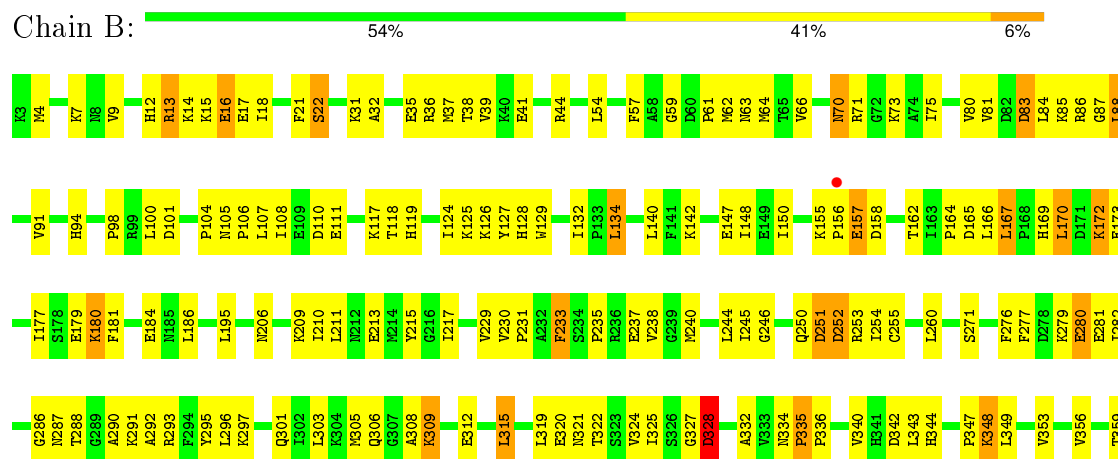 Chain B:
54% 41% 6%
K3 M4 K7 N8 V9 H12 R13 K14 K15 E16 E17 I18 F21 S22 K31 A32 E35 R36 M37 T38 V39 K40 E41 R44 L54 F57 A58 G59 D60 P61 M62 N63 M64 T65 V66 N70 R71 G72 K73 A74 I75 V80 V81 D82 D83 L84 K85 R86 G87 L88
V91 H94 P98 R99 L100 D101 P104 N105 P106 L107 I108 E109 D110 E111 K117 T118 H119 I124 K125 K126 Y127 H128 W129 I132 P133 L134 L140 F141 K142 E147 I148 E149 I150 K155 P156 E157 D158 T162 I163 P164 D165 L166 L167 P168 H169 L170 D171 K172
I177 S178 E179 K180 F181 E184 N185 L186 L195 N206 K209 I210 L211 N212 E213 M214 Y215 G216 I217 V229 V230 P231 A232 F233 S234 P235 R236 E237 V238 G239 M240 L244 I245 G246 Q250 D251 D252 R253 I254 C255 L260 S271 F276 F277 D278 K279 E280 E281
G286 N287 T288 G289 A290 K291 A292 R293 F294 Y295 L296 K297 Q301 I302 L303 K304 M305 Q306 G307 A308 K309 E312 L315 L319 E320 N321 T322 S323 V324 I325 S326 G327 D328 A332 V333 N334 P335 P336 V340 H341 D342 L343 H344 P347 K348 L349 V353 V356